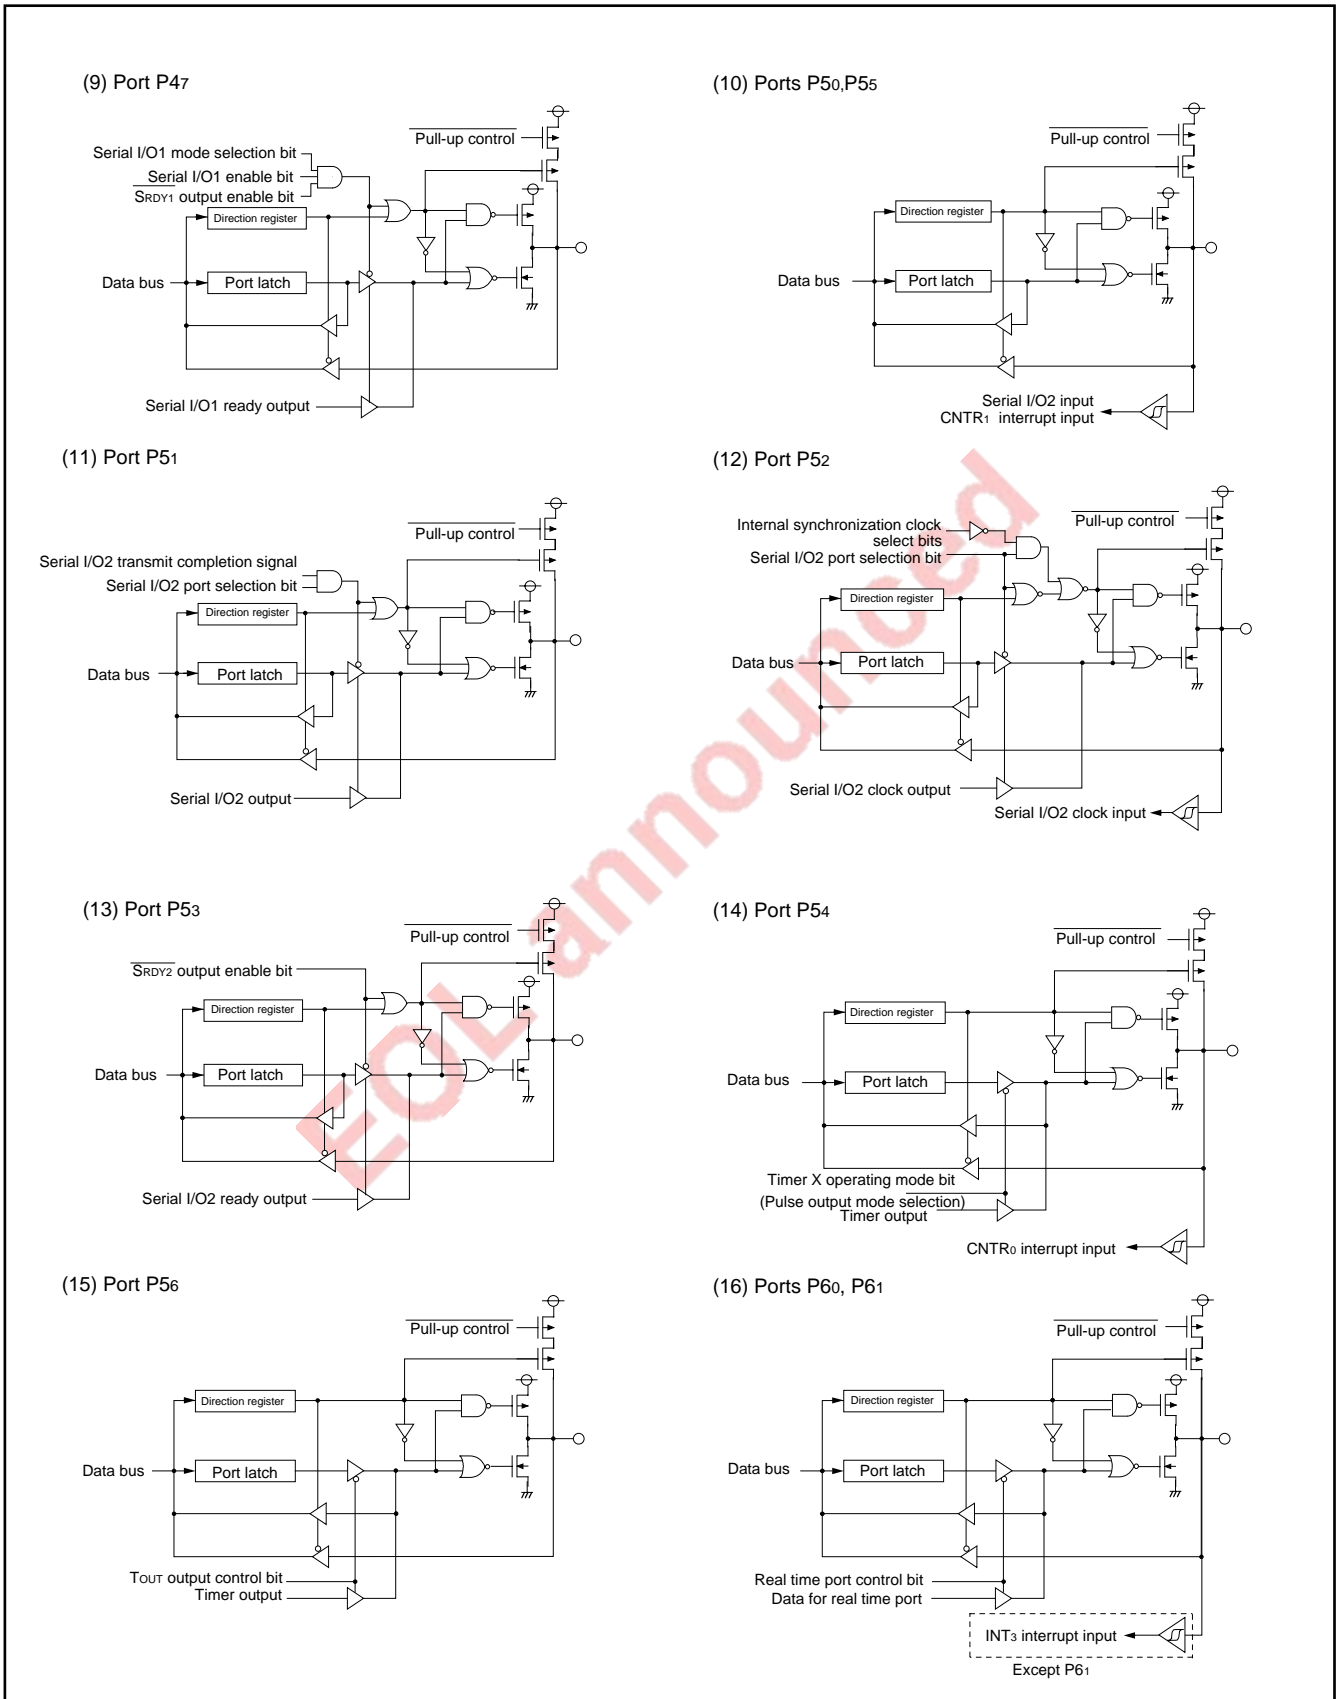 (9) Port P47
Pull-up control
Serial I/O1 mode selection bit
Serial I/O1 enable bit
SRDY1 output enable bit
Direction register
Data bus
Port latch
Serial I/O1 ready output
(10) Ports P50,P55
Pull-up control
Direction register
Data bus
Port latch
Serial I/O2 input
CNTR1 interrupt input
(11) Port P51
Pull-up control
Serial I/O2 transmit completion signal
Serial I/O2 port selection bit
Direction register
Data bus
Port latch
Serial I/O2 output
(12) Port P52
Pull-up control
Internal synchronization clock
select bits
Serial I/O2 port selection bit
Direction register
Data bus
Port latch
Serial I/O2 clock output
Serial I/O2 clock input
(13) Port P53
Pull-up control
SRDY2 output enable bit
Direction register
Data bus
Port latch
Serial I/O2 ready output
(14) Port P54
Pull-up control
Direction register
Data bus
Port latch
Timer X operating mode bit
(Pulse output mode selection)
Timer output
CNTR0 interrupt input
(15) Port P56
Pull-up control
Direction register
Data bus
Port latch
TOUT output control bit
Timer output
(16) Ports P60, P61
Pull-up control
Direction register
Data bus
Port latch
Real time port control bit
Data for real time port
INT3 interrupt input
Except P61
EOL announced